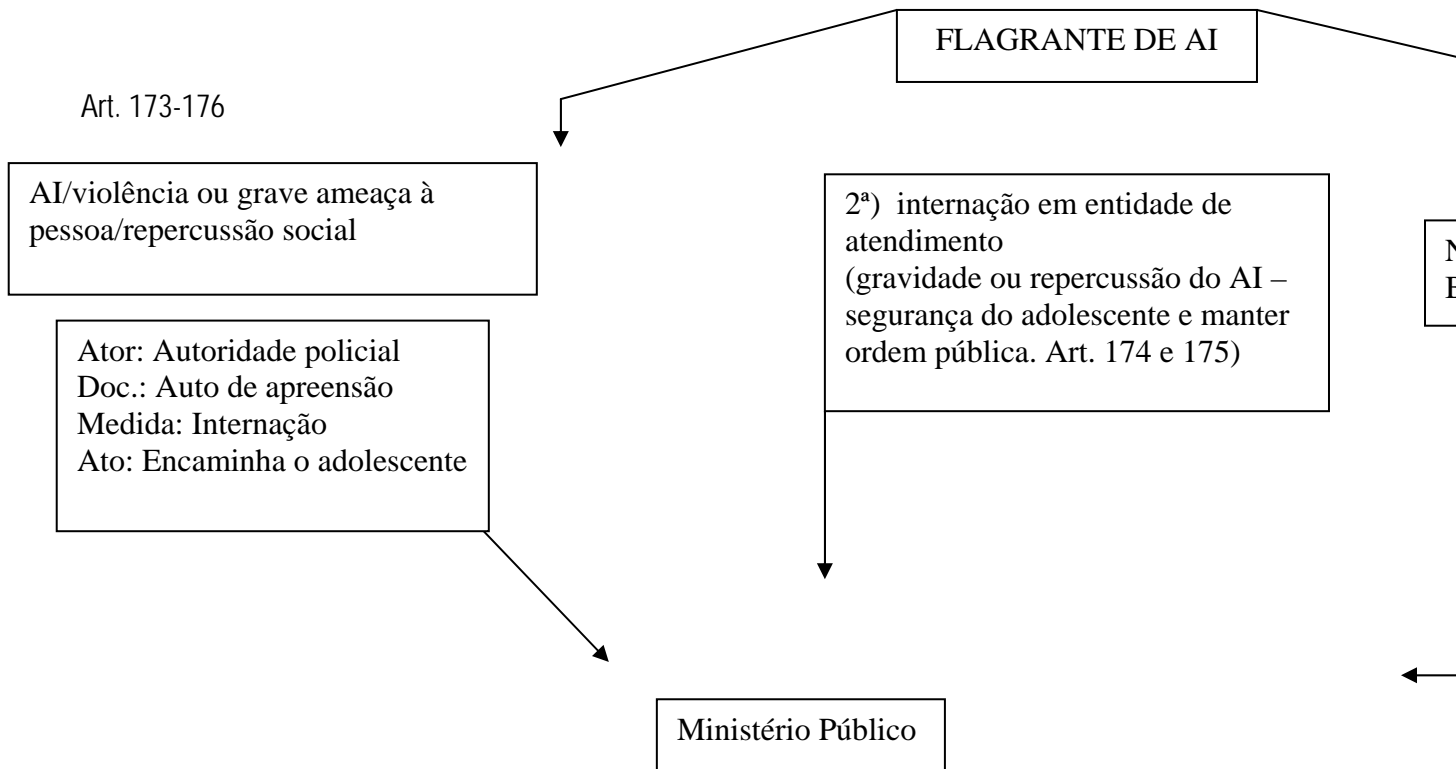 FLAGRANTE DE AI
Art. 173-176
AI/violência ou grave ameaça à
pessoa/repercussão social
2ª) internação em entidade de
atendimento
(gravidade ou repercussão do AI –
segurança do adolescente e manter
ordem pública. Art. 174 e 175)
Ator: Autoridade policial
Doc.: Auto de apreensão
Medida: Internação
Ato: Encaminha o adolescente
Ministério Público